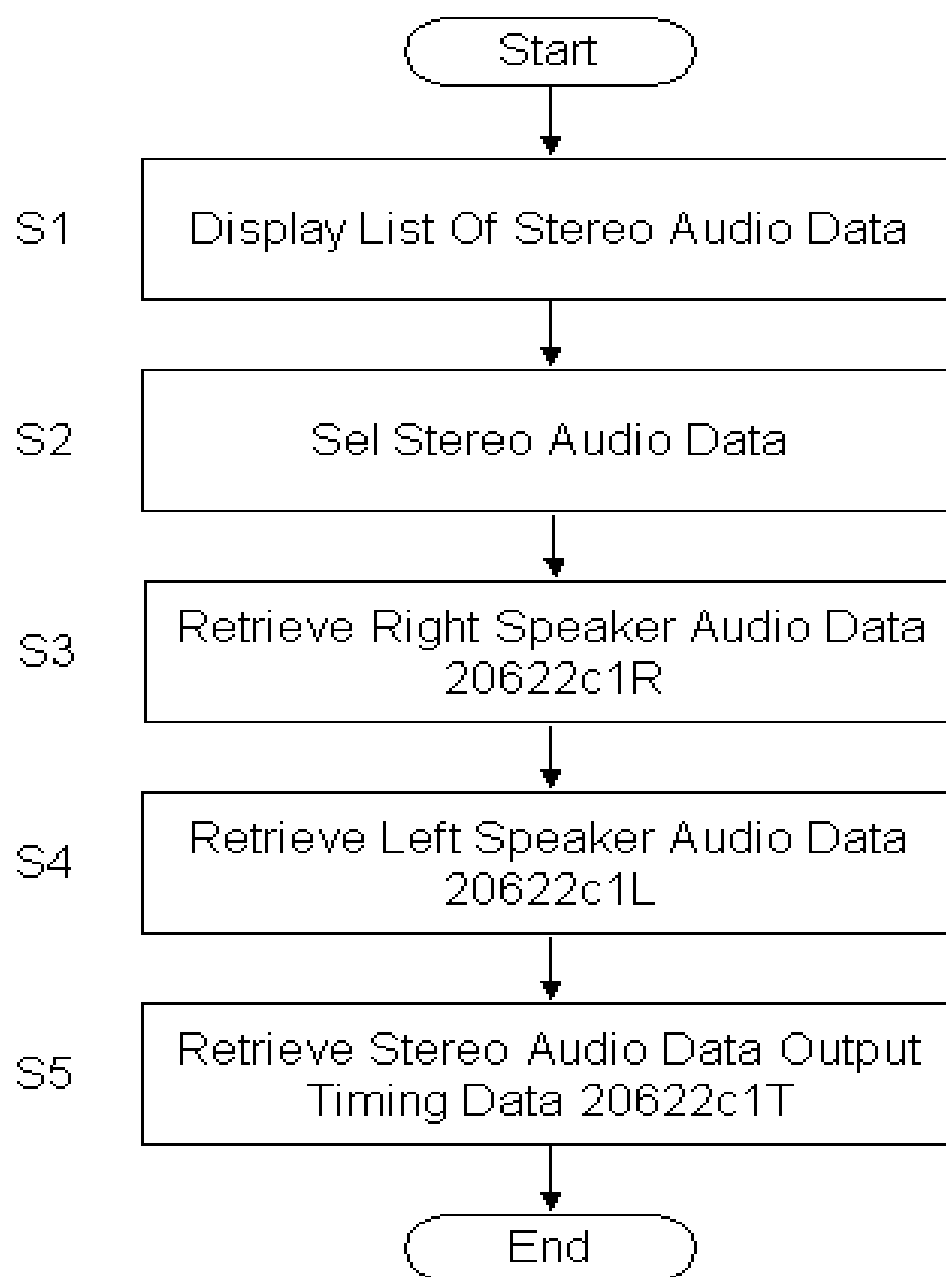 Start
S1
Display List Of Stereo Audio Data
S2
Sel Stereo Audio Data
S3
Retrieve Right Speaker Audio Data
20622c1R
S4
Retrieve Left Speaker Audio Data
20622c1L
S5
Retrieve Stereo Audio Data Output
Timing Data 20622c1T
End